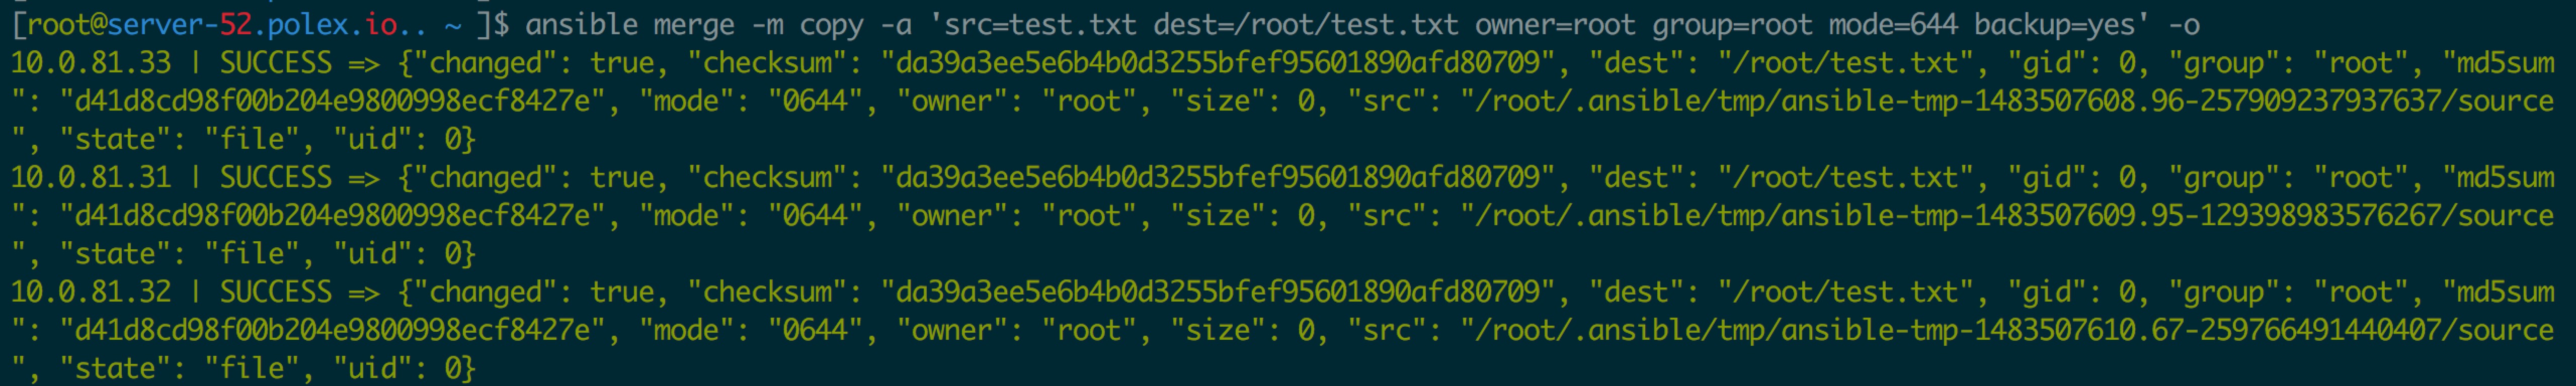 [root@server-52.polex.io.. ~ ]$ ansible merge -m copy -a 'src=test.txt dest=/root/test.txt owner=root group=root mode=644 backup=yes' -o
10.0.81.33 | SUCCESS => {"changed": true, "checksum": "da39a3ee5e6b4b0d3255bfef95601890afd80709", "dest": "/root/test.txt", "gid": 0, "group": "root", "md5sum
": "d41d8cd98f00b204e9800998ecf8427e", "mode": "0644", "owner": "root", "size": 0, "src": "/root/.ansible/tmp/ansible-tmp-1483507608.96-257909237937637/source
", "state": "file", "uid": 0}
10.0.81.31 | SUCCESS => {"changed": true, "checksum": "da39a3ee5e6b4b0d3255bfef95601890afd80709", "dest": "/root/test.txt", "gid": 0, "group": "root", "md5sum
": "d41d8cd98f00b204e9800998ecf8427e", "mode": "0644", "owner": "root", "size": 0, "src": "/root/.ansible/tmp/ansible-tmp-1483507609.95-129398983576267/source
", "state": "file", "uid": 0}
10.0.81.32 | SUCCESS => {"changed": true, "checksum": "da39a3ee5e6b4b0d3255bfef95601890afd80709", "dest": "/root/test.txt", "gid": 0, "group": "root", "md5sum
": "d41d8cd98f00b204e9800998ecf8427e", "mode": "0644", "owner": "root", "size": 0, "src": "/root/.ansible/tmp/ansible-tmp-1483507610.67-259766491440407/source
", "state": "file", "uid": 0}